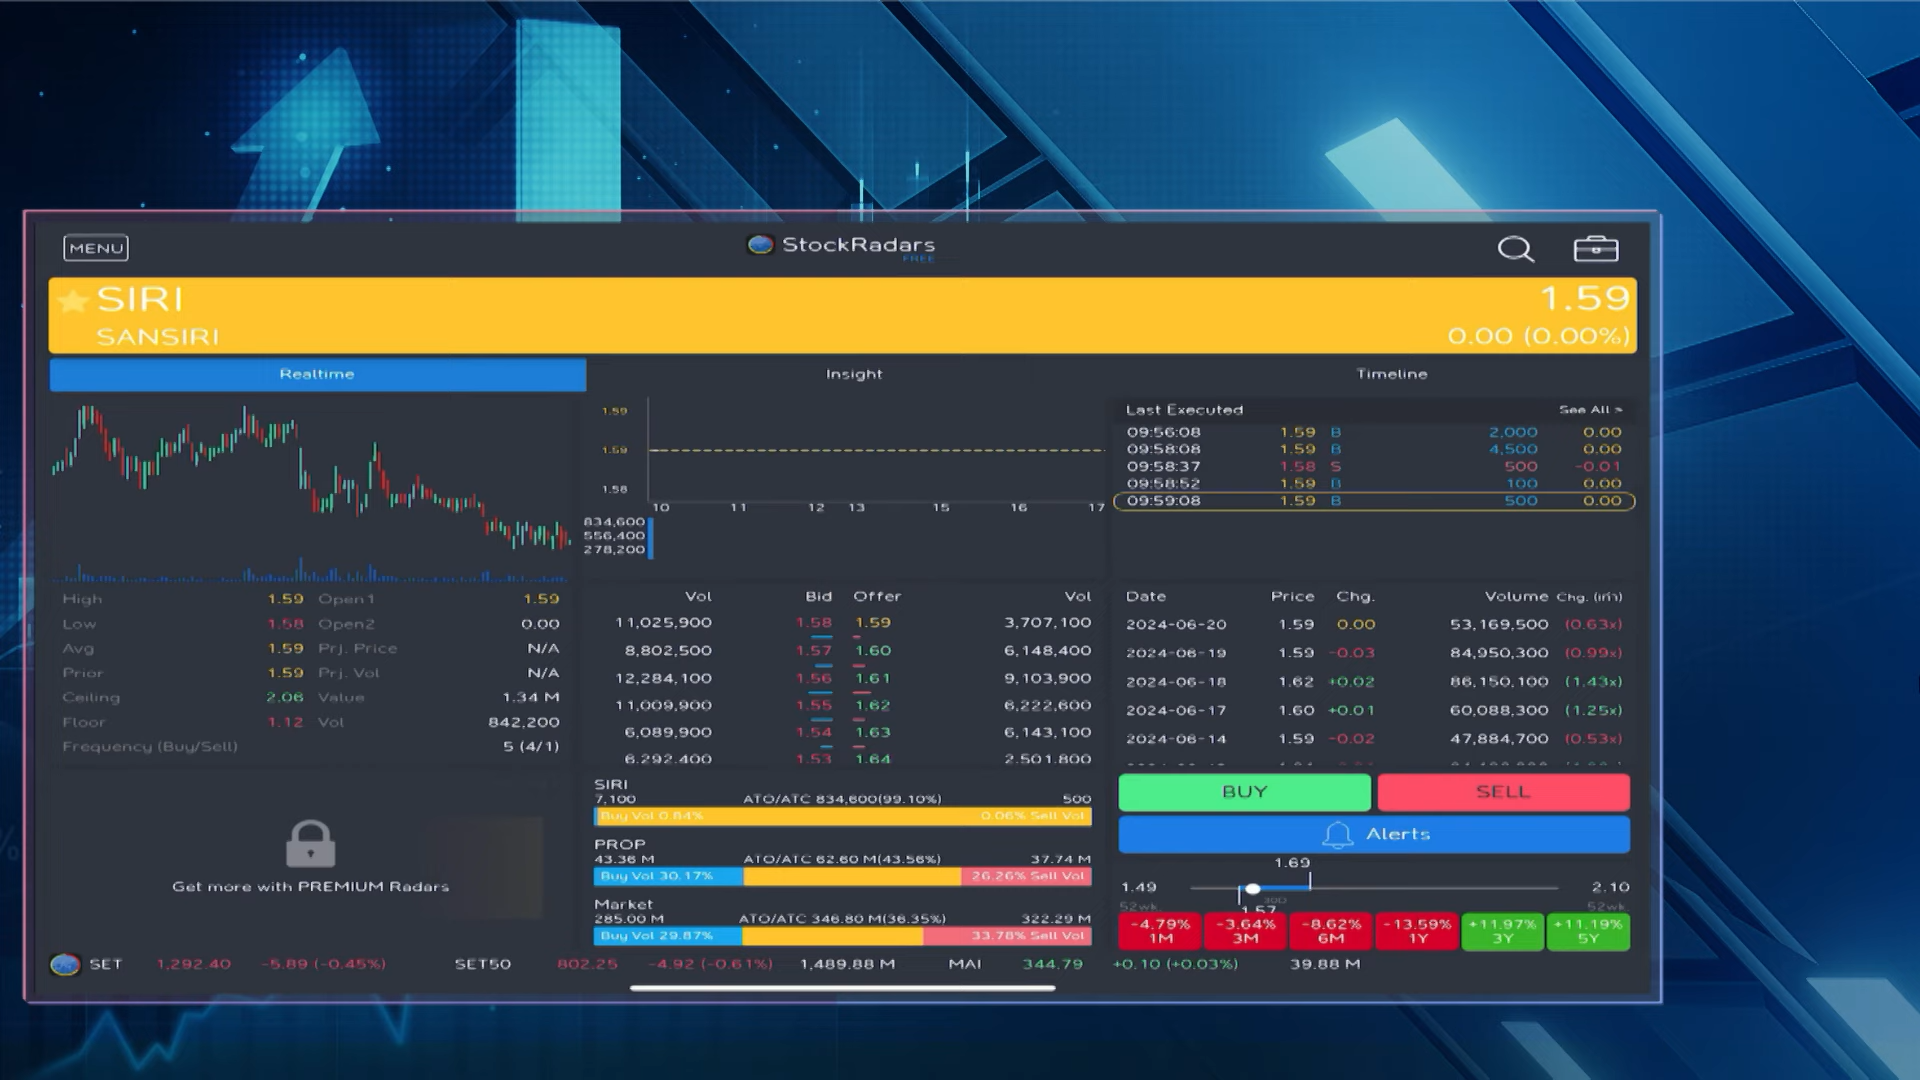 MENU
StockRadars
FREE
SIRI
1.59
SANSIRI
0.00 (0.00%)
Realtime
Insight
Timeline
1.59
1.59
1.58
10 11 12 13 15 16 17
834,600
556,400
278,200
Last Executed See All >
09:56:08 1.59 B 2,000 0.00
09:58:08 1.59 B 4,500 0.00
09:58:37 1.58 S 500 -0.01
09:58:52 1.59 B 100 0.00
09:59:08 1.59 B 500 0.00
High 1.59 Open1 1.59
Low 1.58 Open2 0.00
Avg 1.59 Prj. Price N/A
Prior 1.59 Prj. Vol N/A
Ceiling 2.06 Value 1.34 M
Floor 1.12 Vol 842,200
Frequency (Buy/Sell) 5 (4/1)
Vol Bid Offer Vol
11,025,900 1.58 1.59 3,707,100
8,802,500 1.57 1.60 6,148,400
12,284,100 1.56 1.61 9,103,900
11,009,900 1.55 1.62 6,222,600
6,089,900 1.54 1.63 6,143,100
6,292,400 1.53 1.64 2,501,800
Date Price Chg. Volume Chg. (เท่า)
2024-06-20 1.59 0.00 53,169,500 (0.63x)
2024-06-19 1.59 -0.03 84,950,300 (0.99x)
2024-06-18 1.62 +0.02 86,150,100 (1.43x)
2024-06-17 1.60 +0.01 60,088,300 (1.25x)
2024-06-14 1.59 -0.02 47,884,700 (0.53x)
Get more with PREMIUM Radars
SIRI
7,100 ATO/ATC 834,600(99.10%) 500
Buy Vol 0.84% 0.06% Sell Vol
PROP
43.36 M ATO/ATC 62.60 M(43.56%) 37.74 M
Buy Vol 30.17% 26.26% Sell Vol
Market
285.00 M ATO/ATC 346.80 M(36.35%) 322.29 M
Buy Vol 29.87% 33.78% Sell Vol
BUY SELL
Alerts
1.69
1.49 2.10
52wk. 30D 52wk.
1.57
-4.79% -3.64% -8.62% -13.59% +11.97% +11.19%
1M 3M 6M 1Y 3Y 5Y
SET 1,292.40 -5.89 (-0.45%) SET50 802.25 -4.92 (-0.61%) 1,489.88 M MAI 344.79 +0.10 (+0.03%) 39.88 M